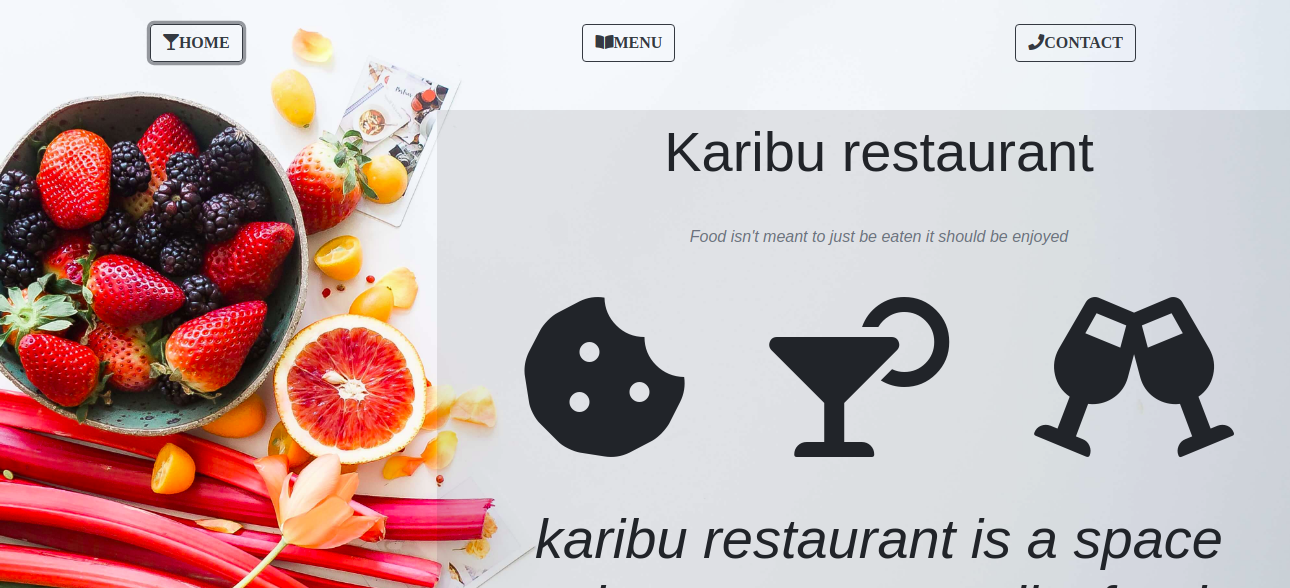 HOME MENU CONTACT
Karibu restaurant
Food isn't meant to just be eaten it should be enjoyed
karibu restaurant is a space